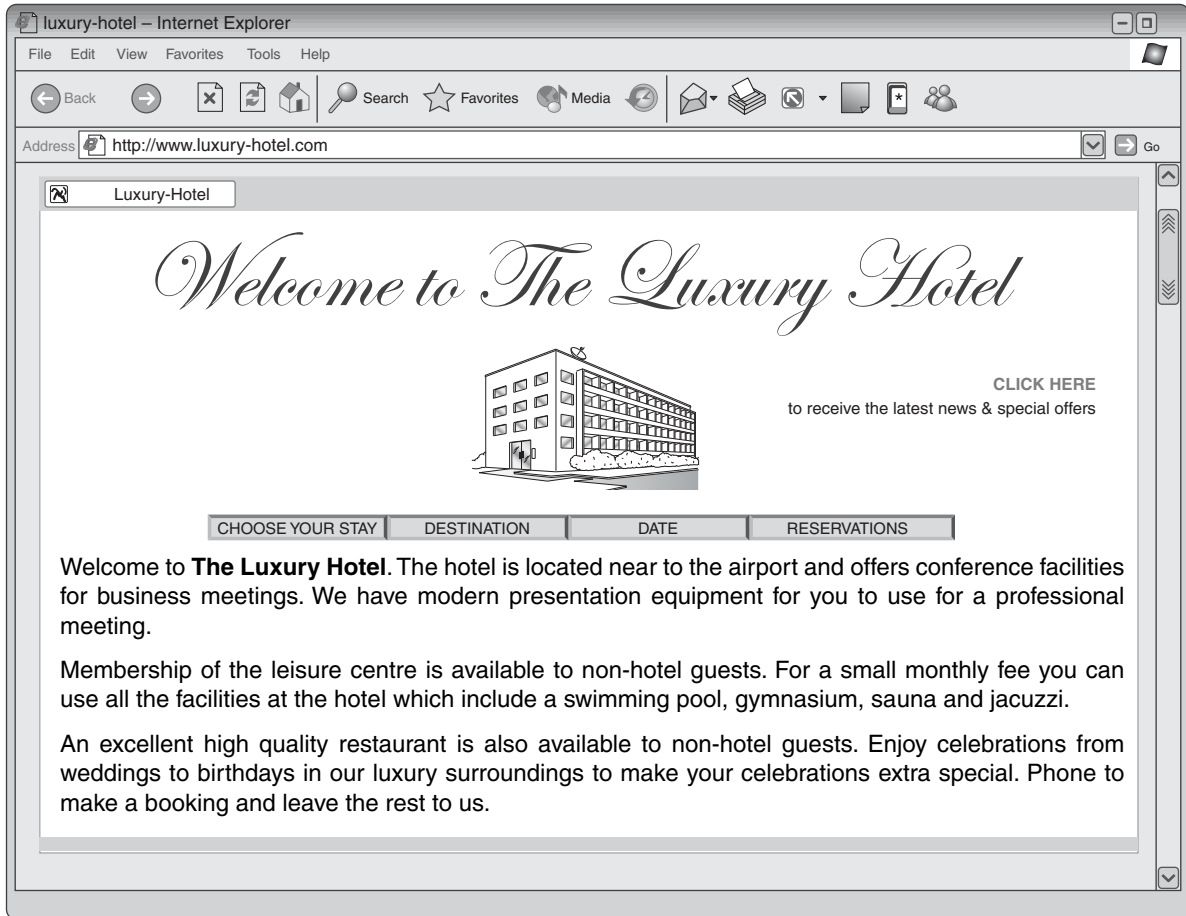 luxury-hotel – Internet Explorer
File Edit View Favorites Tools Help
Back Search Favorites Media
Address http://www.luxury-hotel.com Go
Luxury-Hotel
Welcome to The Luxury Hotel
CLICK HERE
to receive the latest news & special offers
CHOOSE YOUR STAY DESTINATION DATE RESERVATIONS
Welcome to The Luxury Hotel. The hotel is located near to the airport and offers conference facilities
for business meetings. We have modern presentation equipment for you to use for a professional
meeting.
Membership of the leisure centre is available to non-hotel guests. For a small monthly fee you can
use all the facilities at the hotel which include a swimming pool, gymnasium, sauna and jacuzzi.
An excellent high quality restaurant is also available to non-hotel guests. Enjoy celebrations from
weddings to birthdays in our luxury surroundings to make your celebrations extra special. Phone to
make a booking and leave the rest to us.